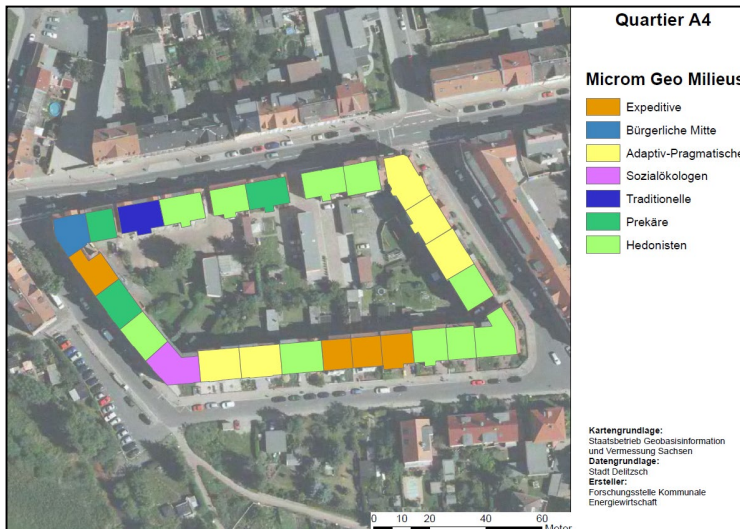 Quartier A4
Microm Geo Milieus
Expeditive
Bürgerliche Mitte
Adaptiv-Pragmatische
Sozialökologen
Traditionelle
Prekäre
Hedonisten
Kartengrundlage:
Staatsbetrieb Geobasisinformation
und Vermessung Sachsen
Datengrundlage:
Stadt Delitzsch
Ersteller:
Forschungsstelle Kommunale
Energiewirtschaft
0 10 20 40 60
Meter